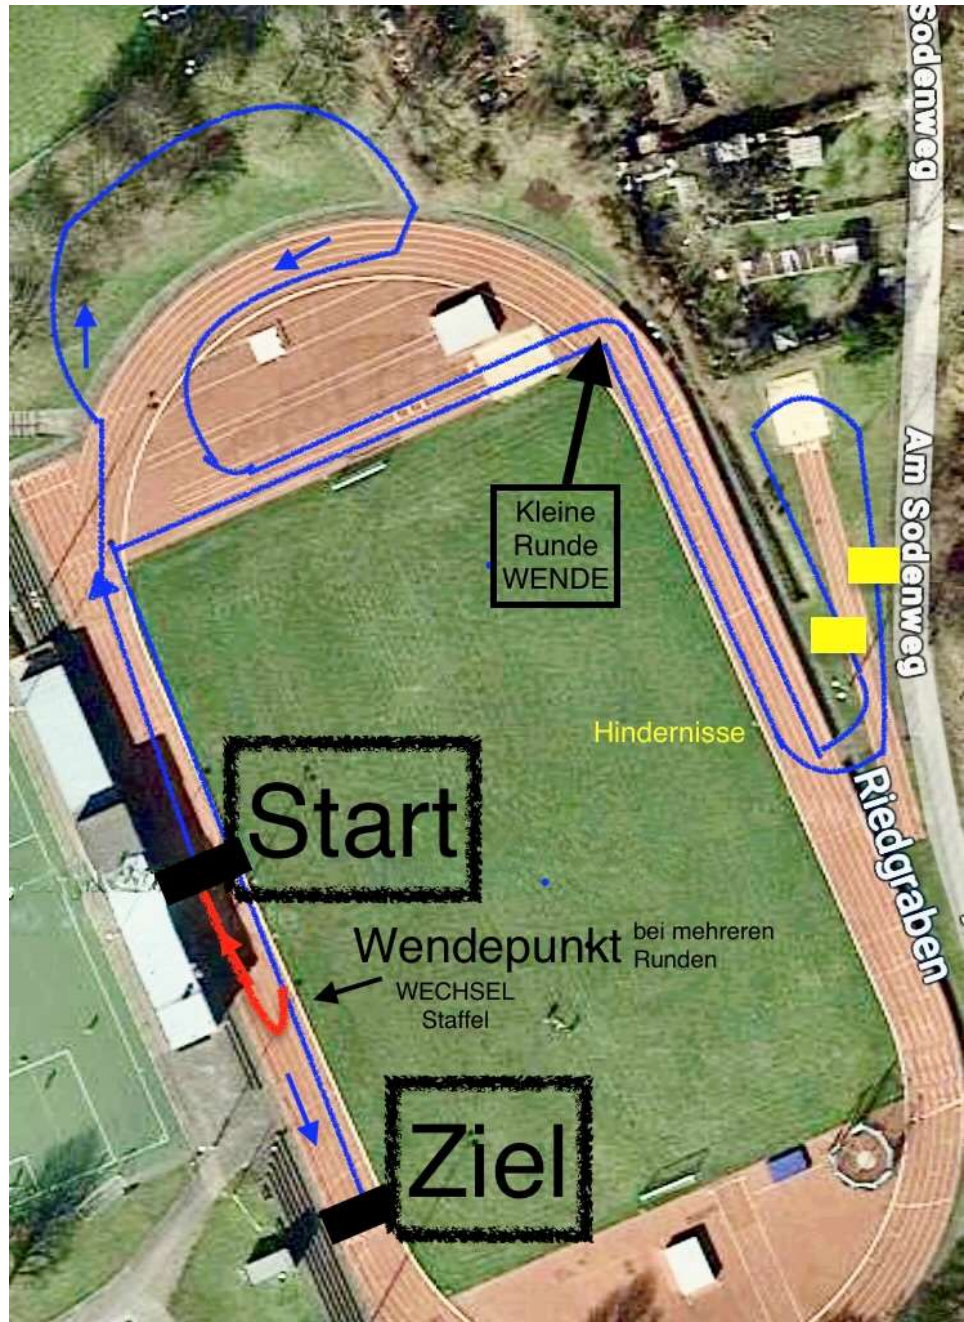 Sodenweg
Kleine
Runde
WENDE
Am Sodenweg
Hindernisse
Riedgraben
Start
Wendepunkt bei mehreren
Runden
WECHSEL
Staffel
Ziel